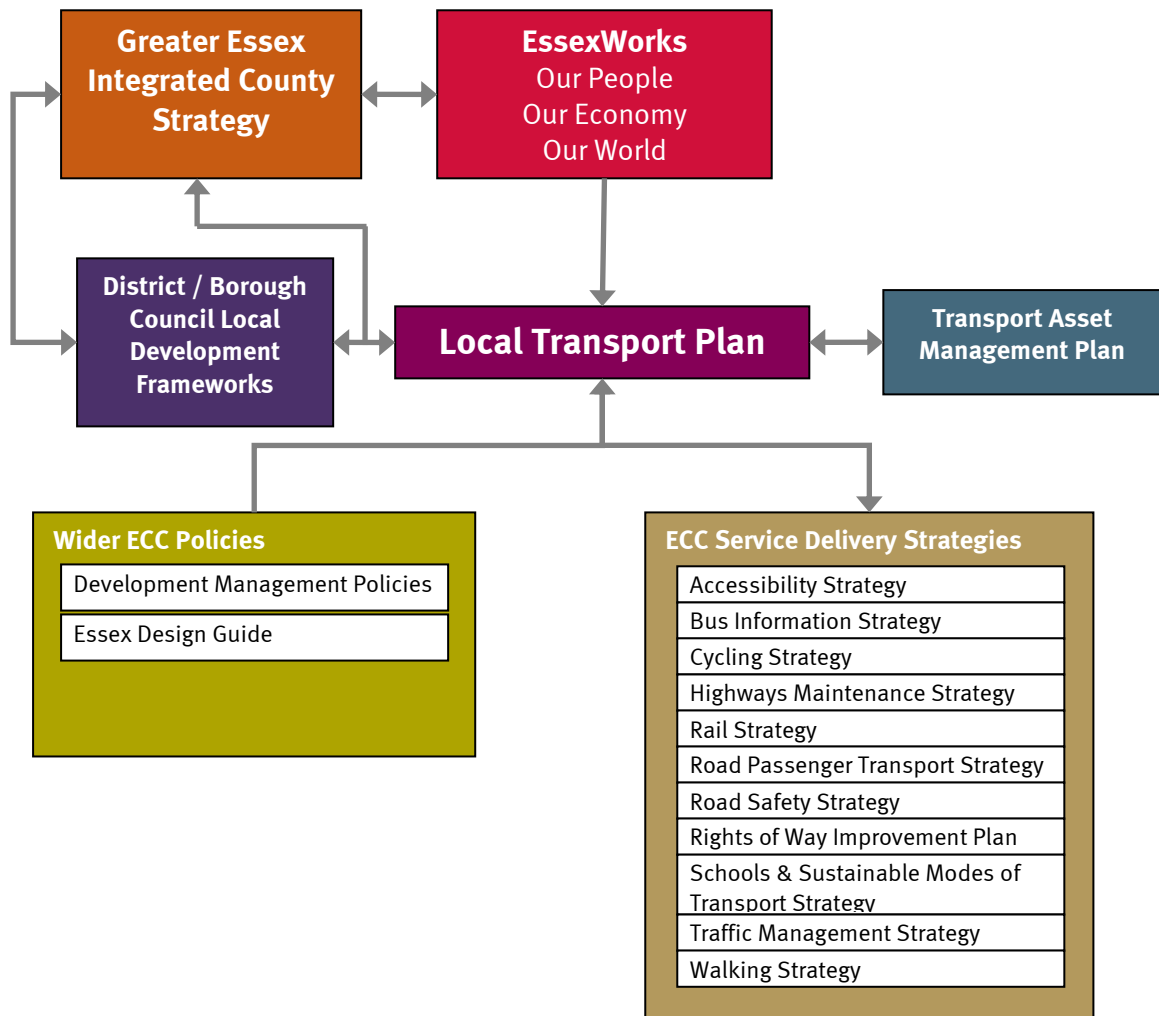 Greater Essex
Integrated County
Strategy
EssexWorks
Our People
Our Economy
Our World
District / Borough
Council Local
Development
Frameworks
Local Transport Plan
Transport Asset
Management Plan
Wider ECC Policies
Development Management Policies
Essex Design Guide
ECC Service Delivery Strategies
Accessibility Strategy
Bus Information Strategy
Cycling Strategy
Highways Maintenance Strategy
Rail Strategy
Road Passenger Transport Strategy
Road Safety Strategy
Rights of Way Improvement Plan
Schools & Sustainable Modes of
Transport Strategy
Traffic Management Strategy
Walking Strategy